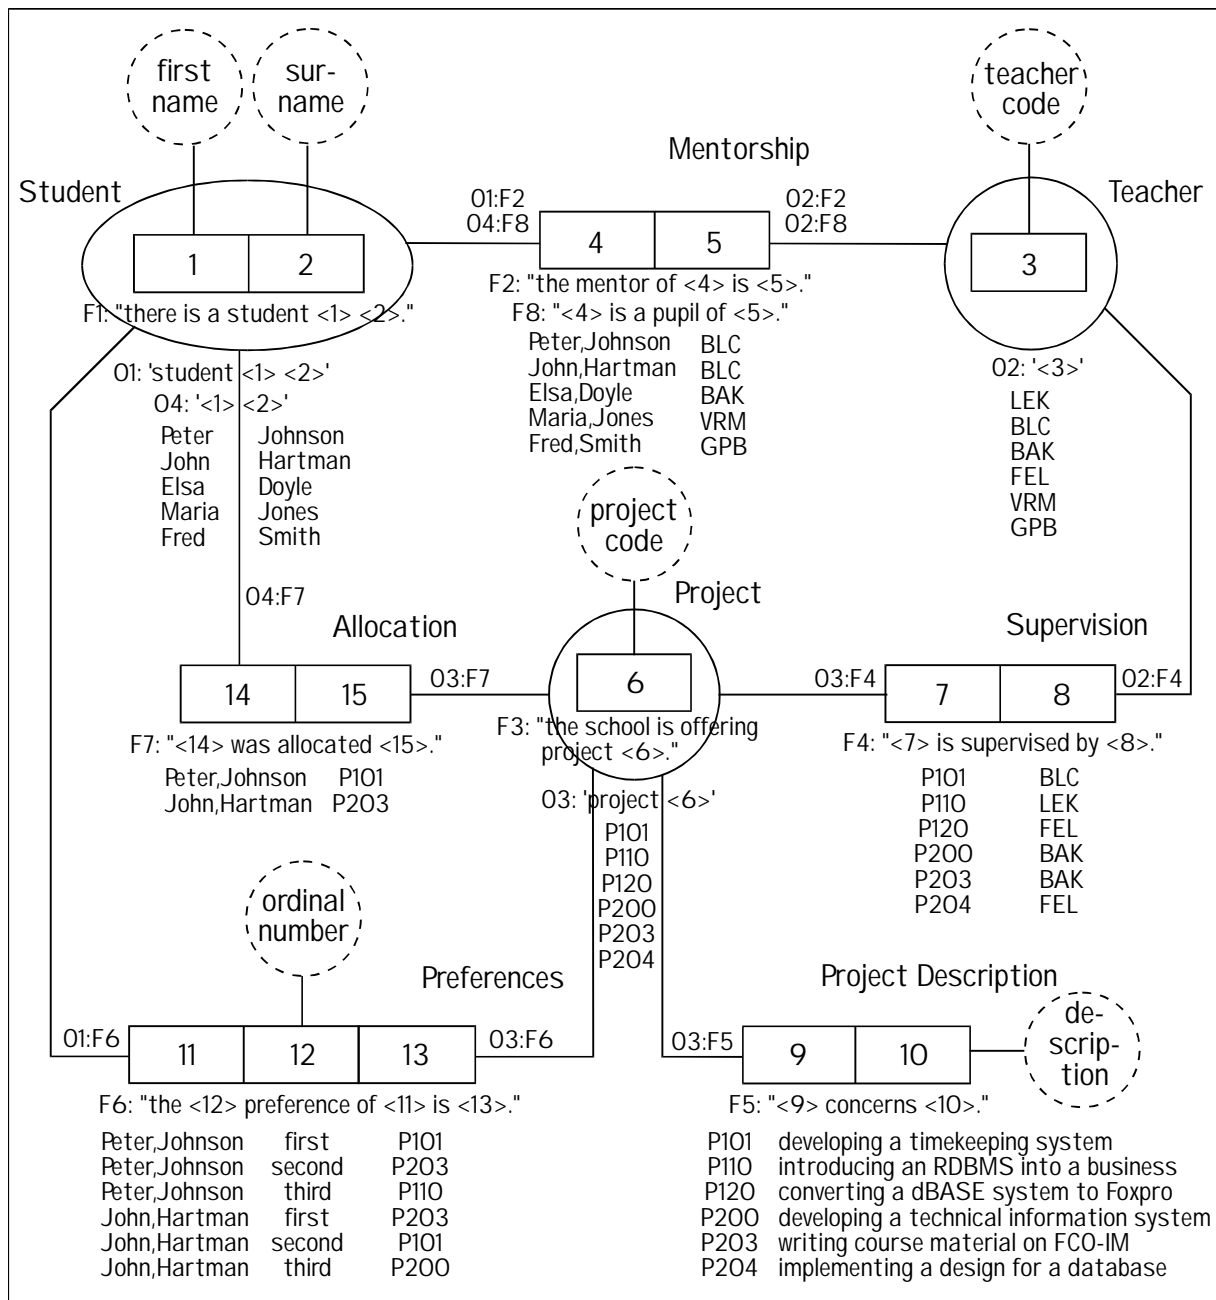 first
name
sur-
name
teacher
code
Student
Mentorship
Teacher
O1:F2
O4:F8
O2:F2
O2:F8
1 2
4 5
3
F1: "there is a student <1> <2>."
F2: "the mentor of <4> is <5>."
F8: "<4> is a pupil of <5>."
Peter,Johnson BLC
John,Hartman BLC
Elsa,Doyle BAK
Maria,Jones VRM
Fred,Smith GPB
O1: 'student <1> <2>'
O4: '<1> <2>'
Peter Johnson
John Hartman
Elsa Doyle
Maria Jones
Fred Smith
O2: '<3>'
LEK
BLC
BAK
FEL
VRM
GPB
project
code
Project
O4:F7
Allocation
Supervision
14 15
O3:F7
6
O3:F4
7 8
O2:F4
F7: "<14> was allocated <15>."
Peter,Johnson P101
John,Hartman P203
F3: "the school is offering
project <6>."
F4: "<7> is supervised by <8>."
P101 BLC
P110 LEK
P120 FEL
P200 BAK
P203 BAK
P204 FEL
O3: 'project <6>'
P101
P110
P120
P200
P203
P204
ordinal
number
Preferences
Project Description
O1:F6
11 12 13
O3:F6
O3:F5
9 10
de-
scrip-
tion
F6: "the <12> preference of <11> is <13>."
Peter,Johnson first P101
Peter,Johnson second P203
Peter,Johnson third P110
John,Hartman first P203
John,Hartman second P101
John,Hartman third P200
F5: "<9> concerns <10>."
P101 developing a timekeeping system
P110 introducing an RDBMS into a business
P120 converting a dBASE system to Foxpro
P200 developing a technical information system
P203 writing course material on FCO-IM
P204 implementing a design for a database